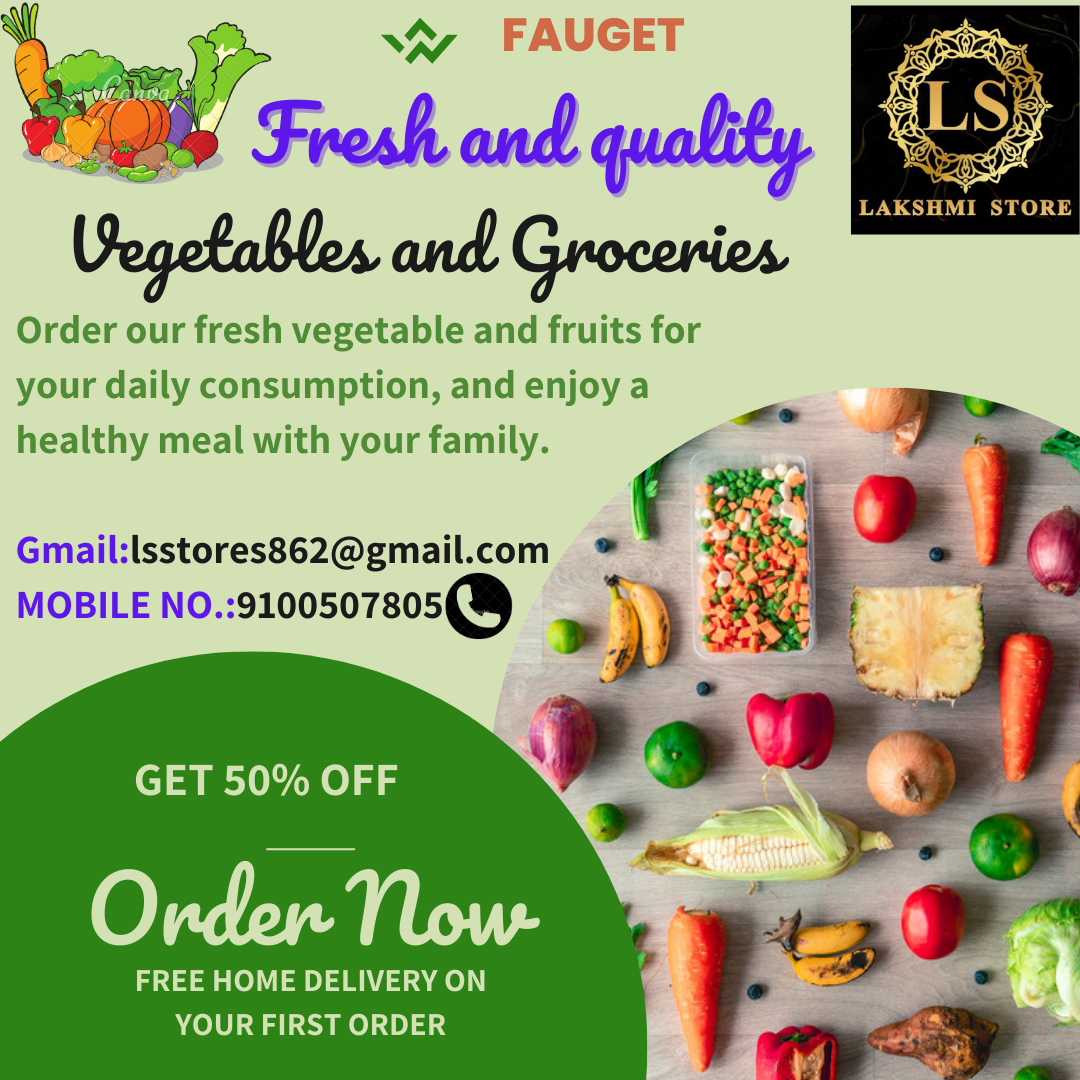 FAUGET
LS
LAKSHMI STORE
Canva
Fresh and quality
Vegetables and Groceries
Order our fresh vegetable and fruits for
your daily consumption, and enjoy a
healthy meal with your family.
Gmail:lsstores862@gmail.com
MOBILE NO.:9100507805
GET 50% OFF
Order Now
FREE HOME DELIVERY ON
YOUR FIRST ORDER